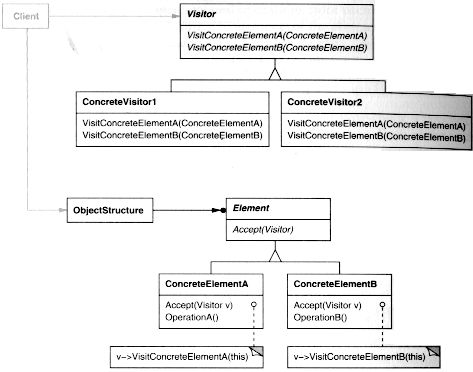 Client
Visitor
VisitConcreteElementA(ConcreteElementA)
VisitConcreteElementB(ConcreteElementB)
ConcreteVisitor1
VisitConcreteElementA(ConcreteElementA)
VisitConcreteElementB(ConcreteElementB)
ConcreteVisitor2
VisitConcreteElementA(ConcreteElementA)
VisitConcreteElementB(ConcreteElementB)
ObjectStructure
Element
Accept(Visitor)
ConcreteElementA
Accept(Visitor v)
OperationA()
ConcreteElementB
Accept(Visitor v)
OperationB()
v->VisitConcreteElementA(this)
v->VisitConcreteElementB(this)